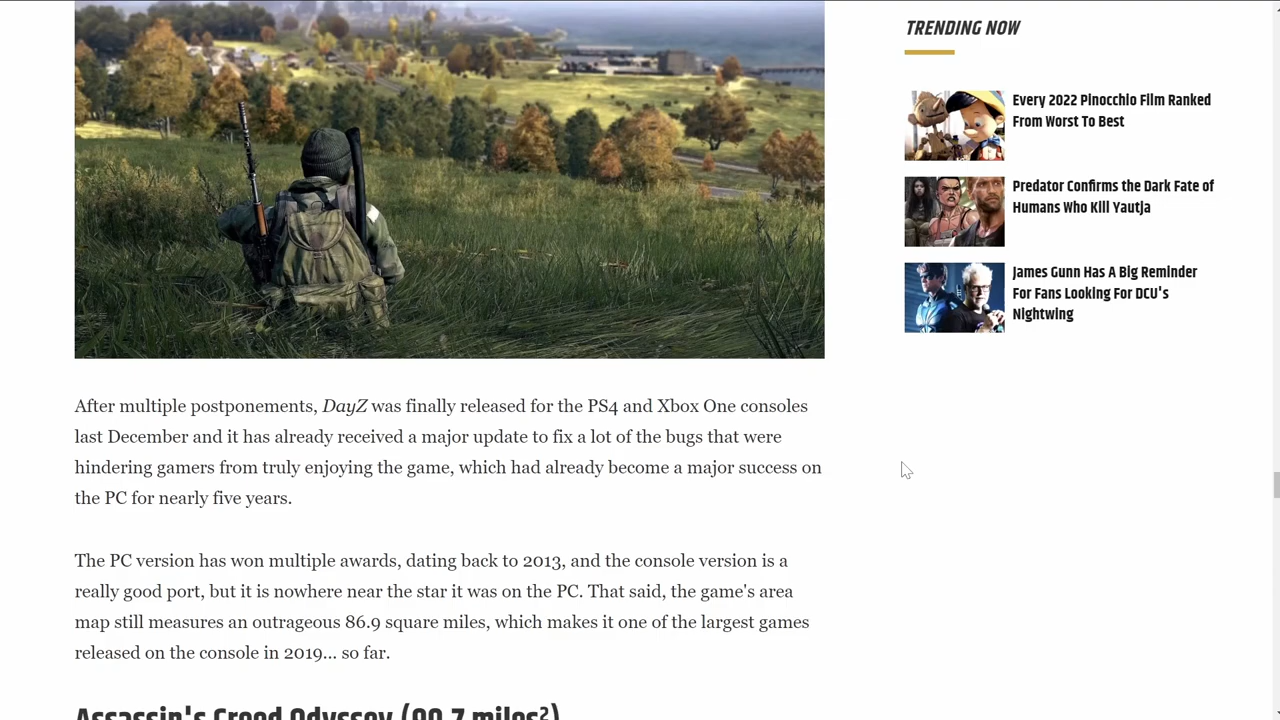 TRENDING NOW
Every 2022 Pinocchio Film Ranked
From Worst To Best
Predator Confirms the Dark Fate of
Humans Who Kill Yautja
James Gunn Has A Big Reminder
For Fans Looking For DCU's
Nightwing
After multiple postponements, DayZ was finally released for the PS4 and Xbox One consoles
last December and it has already received a major update to fix a lot of the bugs that were
hindering gamers from truly enjoying the game, which had already become a major success on
the PC for nearly five years.
The PC version has won multiple awards, dating back to 2013, and the console version is a
really good port, but it is nowhere near the star it was on the PC. That said, the game's area
map still measures an outrageous 86.9 square miles, which makes it one of the largest games
released on the console in 2019... so far.
Assassin's Creed Odyssey (90.7 miles²)